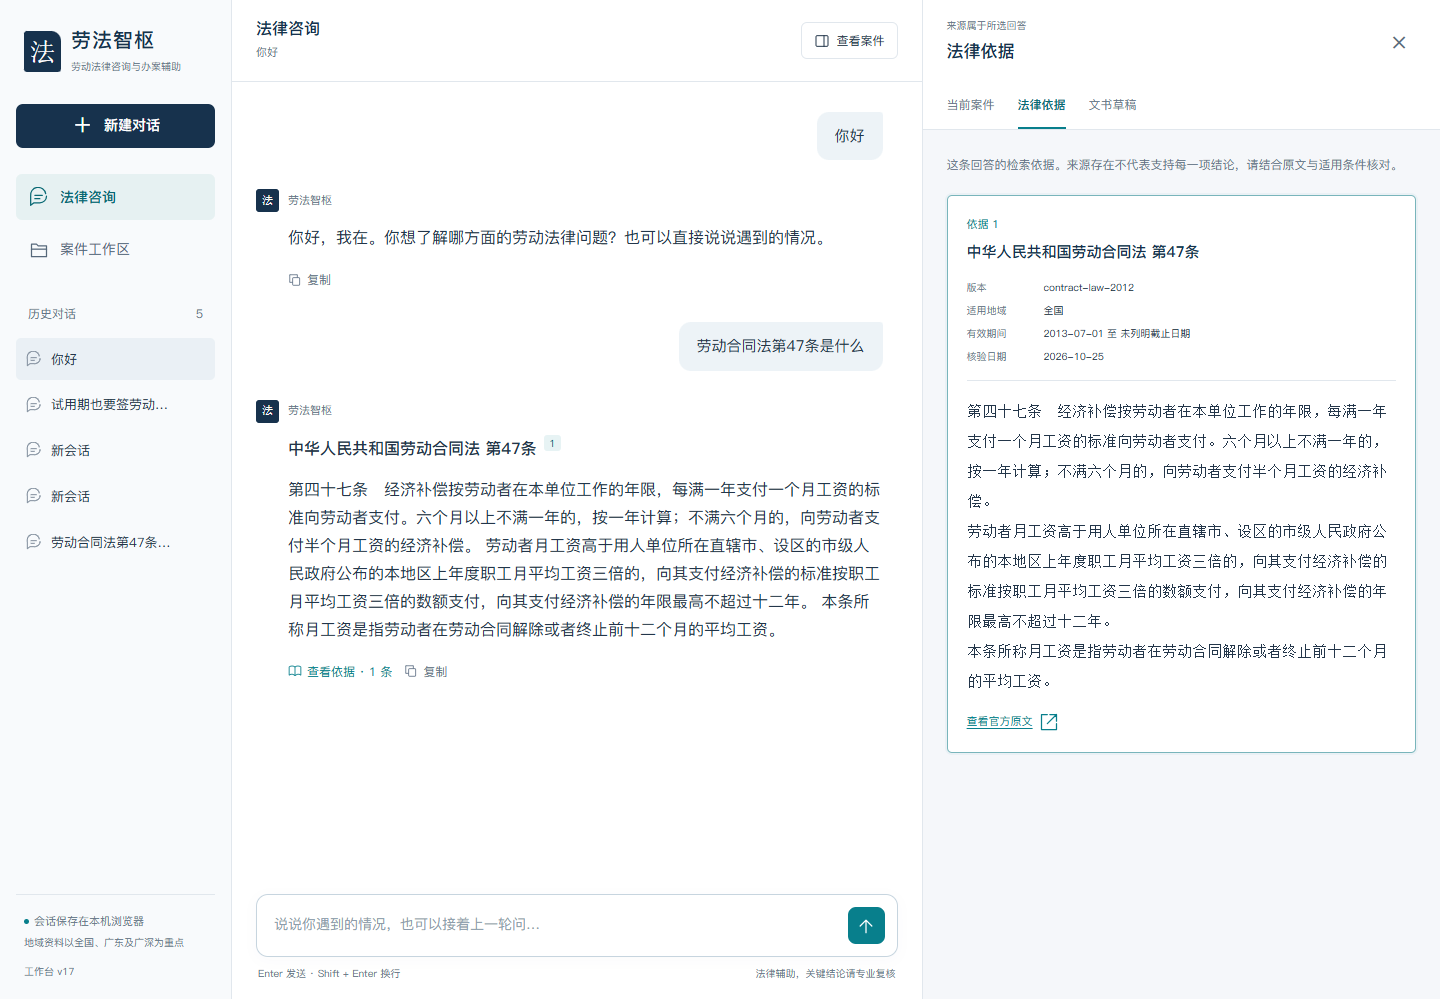 法
劳法智枢
劳动法律咨询与办案辅助
新建对话
法律咨询
案件工作区
历史对话 5
你好
试用期也要签劳动...
新会话
新会话
劳动合同法第47条...
会话保存在本机浏览器
地域资料以全国、广东及广深为重点
工作台 v17
法律咨询
你好
查看案件
你好
法 劳法智枢
你好，我在。你想了解哪方面的劳动法律问题？也可以直接说说遇到的情况。
复制
劳动合同法第47条是什么
法 劳法智枢
中华人民共和国劳动合同法 第47条 1
第四十七条　经济补偿按劳动者在本单位工作的年限，每满一年支付一个月工资的标
准向劳动者支付。六个月以上不满一年的，按一年计算；不满六个月的，向劳动者支
付半个月工资的经济补偿。 劳动者月工资高于用人单位所在直辖市、设区的市级人
民政府公布的本地区上年度职工月平均工资三倍的，向其支付经济补偿的标准按职工
月平均工资三倍的数额支付，向其支付经济补偿的年限最高不超过十二年。 本条所
称月工资是指劳动者在劳动合同解除或者终止前十二个月的平均工资。
查看依据 · 1 条 复制
说说你遇到的情况，也可以接着上一轮问...
Enter 发送 · Shift + Enter 换行
法律辅助，关键结论请专业复核
来源属于所选回答
法律依据
当前案件 法律依据 文书草稿
这条回答的检索依据。来源存在不代表支持每一项结论，请结合原文与适用条件核对。
依据 1
中华人民共和国劳动合同法 第47条
版本 contract-law-2012
适用地域 全国
有效期间 2013-07-01 至 未列明截止日期
核验日期 2026-10-25
第四十七条　经济补偿按劳动者在本单位工作的年限，每满一年
支付一个月工资的标准向劳动者支付。六个月以上不满一年的，
按一年计算；不满六个月的，向劳动者支付半个月工资的经济补
偿。
劳动者月工资高于用人单位所在直辖市、设区的市级人民政府公
布的本地区上年度职工月平均工资三倍的，向其支付经济补偿的
标准按职工月平均工资三倍的数额支付，向其支付经济补偿的年
限最高不超过十二年。
本条所称月工资是指劳动者在劳动合同解除或者终止前十二个月
的平均工资。
查看官方原文